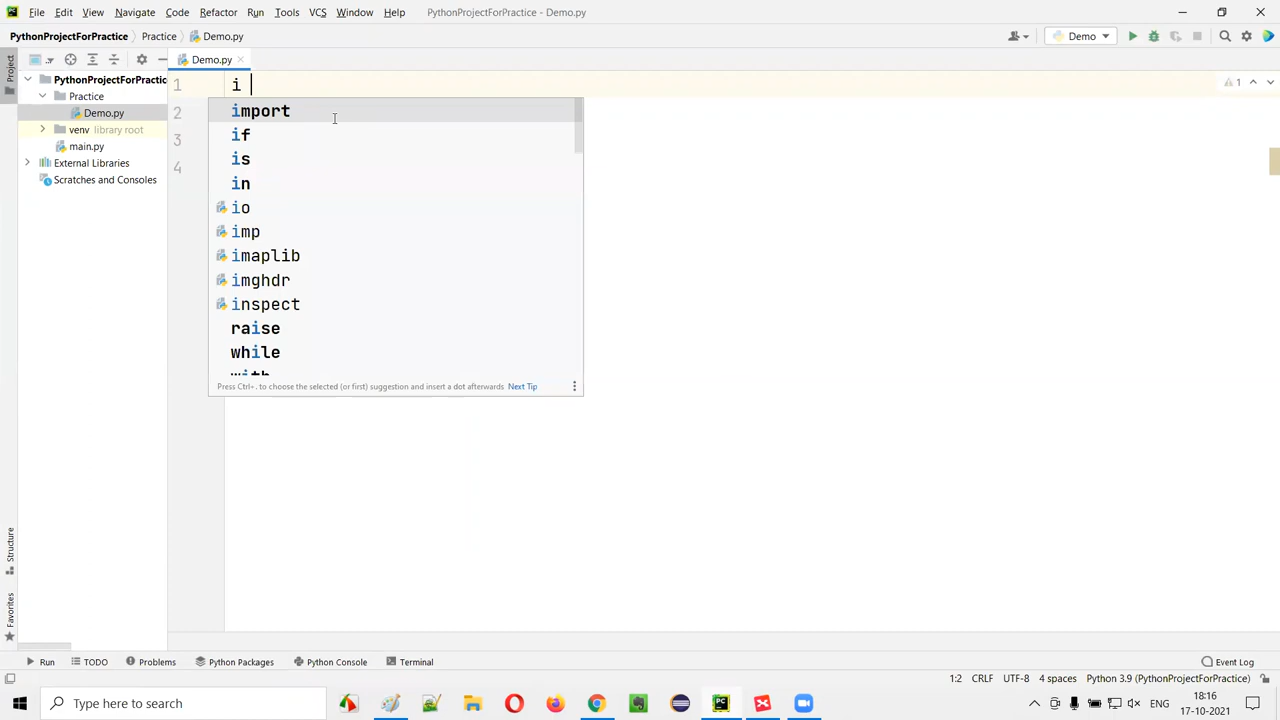 File Edit View Navigate Code Refactor Run Tools VCS Window Help PythonProjectForPractice - Demo.py
PythonProjectForPractice Practice Demo.py Demo
Project Demo.py
PythonProjectForPractic
Practice
Demo.py
venv library root
main.py
External Libraries
Scratches and Consoles
1 i 1
2
3
4
import
if
is
in
io
imp
imaplib
imghdr
inspect
raise
while
with
Press Ctrl+. to choose the selected (or first) suggestion and insert a dot afterwards Next Tip
Structure
Favorites
Run TODO Problems Python Packages Python Console Terminal Event Log
1:2 CRLF UTF-8 4 spaces Python 3.9 (PythonProjectForPractice)
Type here to search ENG 18:16
17-10-2021